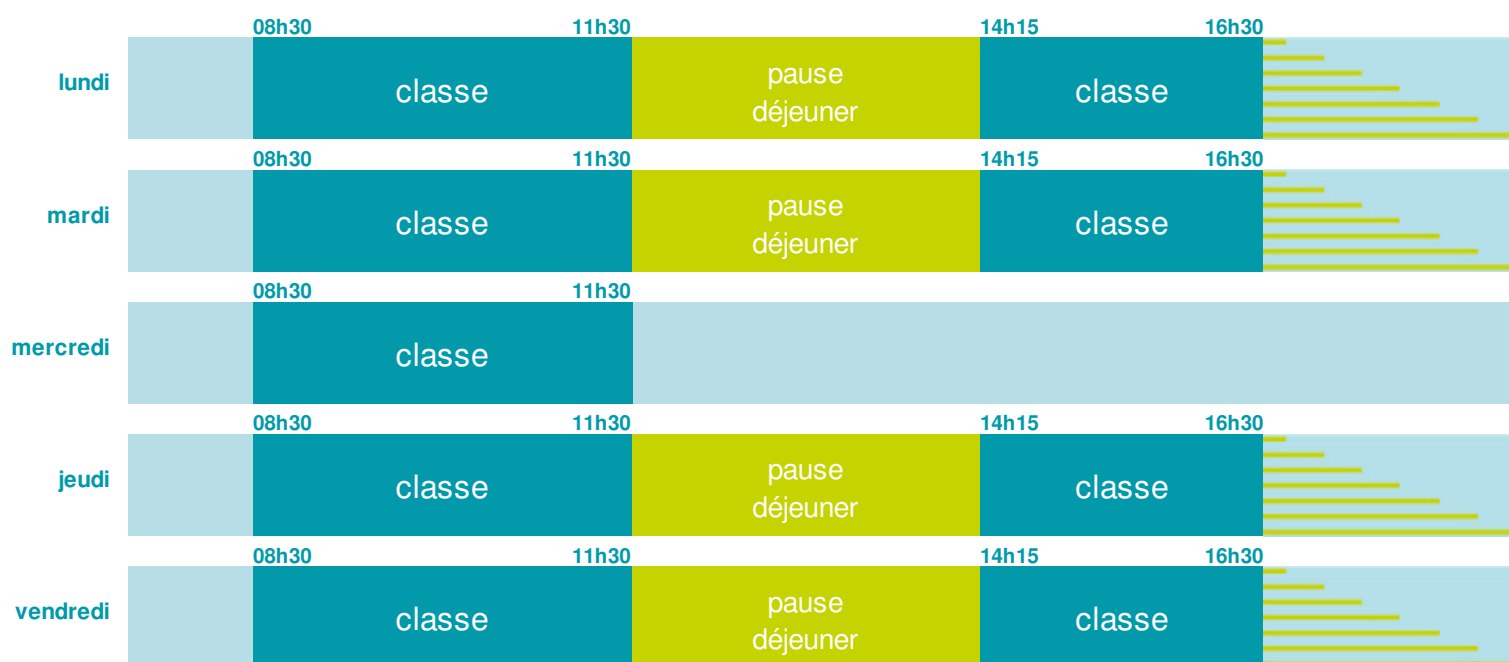 08h30 11h30 14h15 16h30
lundi classe pause déjeuner classe
08h30 11h30 14h15 16h30
mardi classe pause déjeuner classe
08h30 11h30
mercredi classe
08h30 11h30 14h15 16h30
jeudi classe pause déjeuner classe
08h30 11h30 14h15 16h30
vendredi classe pause déjeuner classe